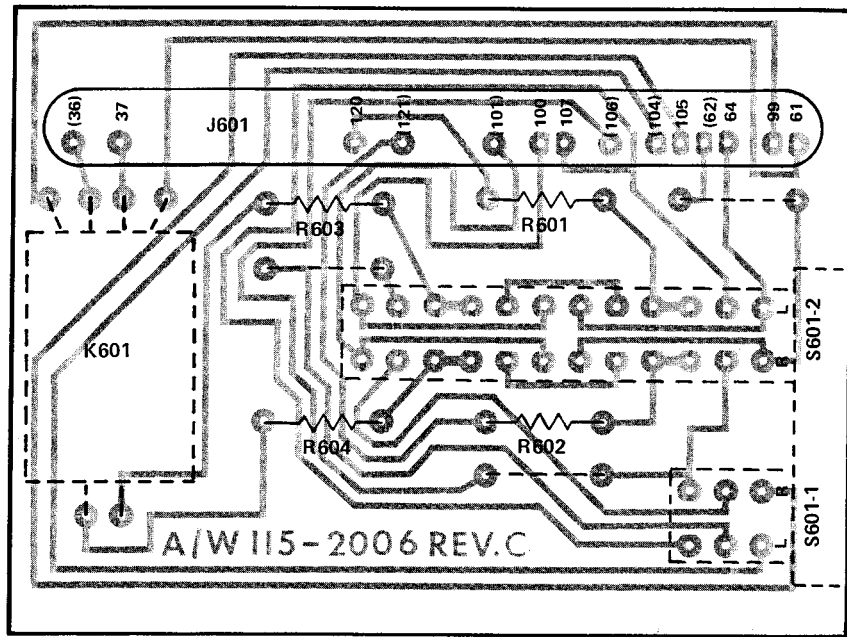 (36)
37
J601
120
(121)
(101)
100
107
(106)
(104)
105
(62)
64
99
61
R603
R601
K601
L
R
S601-2
R604
R602
R
L
S601-1
A/W 115-2006 REV.C